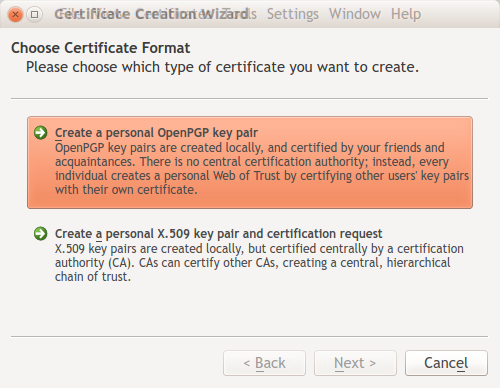 Certificate Creation Wizard
File View Certificates Tools Settings Window Help
Choose Certificate Format
Please choose which type of certificate you want to create.
Create a personal OpenPGP key pair
OpenPGP key pairs are created locally, and certified by your friends and
acquaintances. There is no central certification authority; instead, every
individual creates a personal Web of Trust by certifying other users' key pairs
with their own certificate.
Create a personal X.509 key pair and certification request
X.509 key pairs are created locally, but certified centrally by a certification
authority (CA). CAs can certify other CAs, creating a central, hierarchical
chain of trust.
< Back
Next >
Cancel